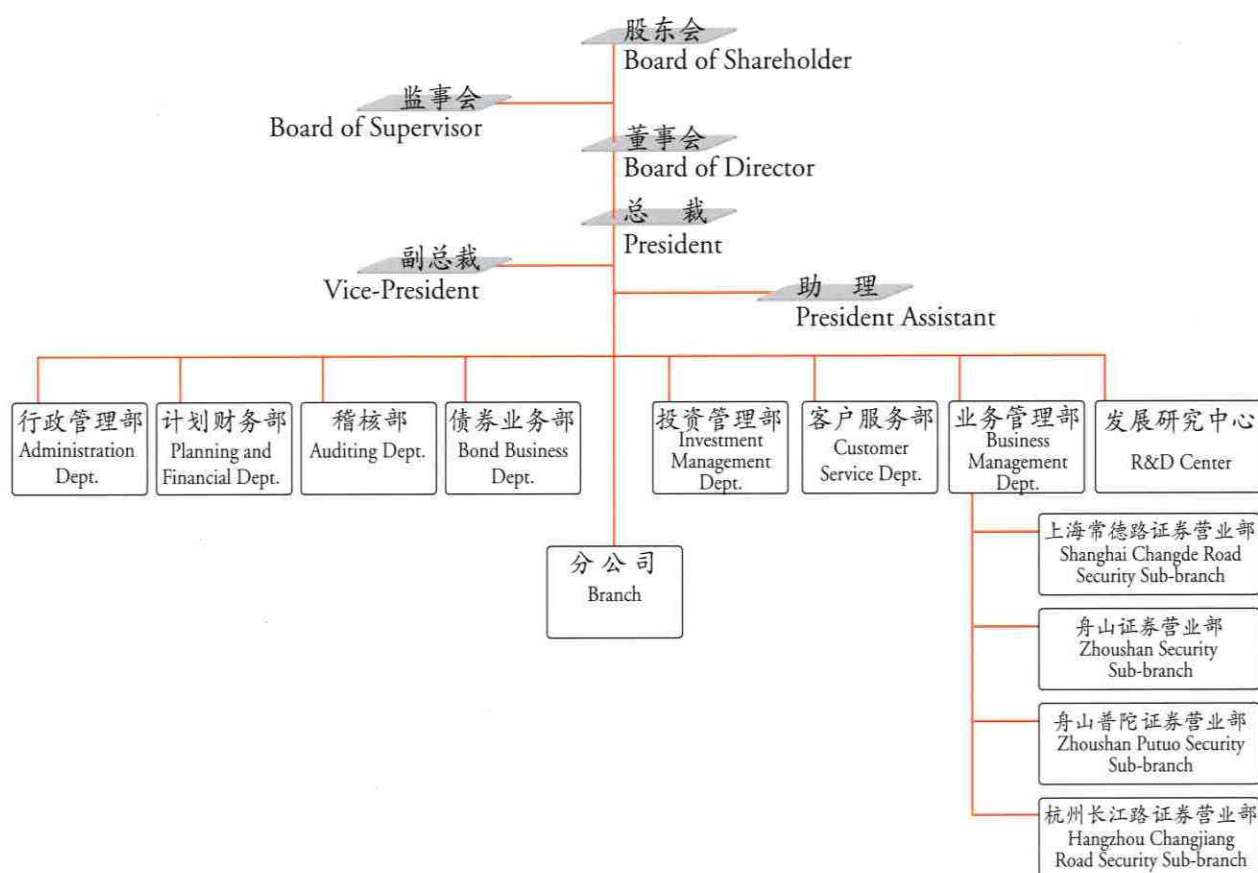 股东会
Board of Shareholder
监事会
Board of Supervisor
董事会
Board of Director
总 裁
President
副总裁
Vice-President
助 理
President Assistant
行政管理部
Administration
Dept.
计划财务部
Planning and
Financial Dept.
稽核部
Auditing Dept.
债券业务部
Bond Business
Dept.
投资管理部
Investment
Management
Dept.
客户服务部
Customer
Service Dept.
业务管理部
Business
Management
Dept.
发展研究中心
R&D Center
分公司
Branch
上海常德路证券营业部
Shanghai Changde Road
Security Sub-branch
舟山证券营业部
Zhoushan Security
Sub-branch
舟山普陀证券营业部
Zhoushan Putuo Security
Sub-branch
杭州长江路证券营业部
Hangzhou Changjiang
Road Security Sub-branch